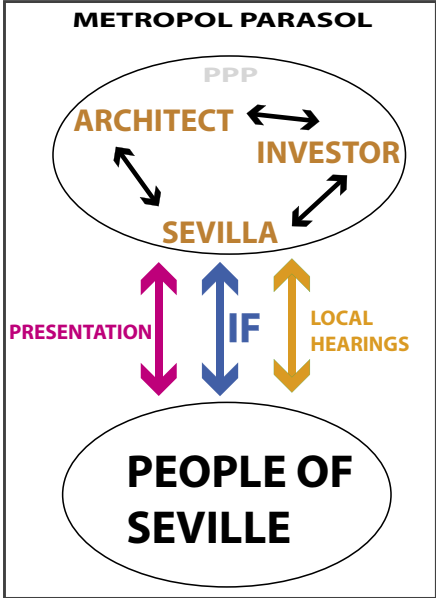 METROPOL PARASOL
PPP
ARCHITECT
INVESTOR
SEVILLA
PRESENTATION
IF
LOCAL
HEARINGS
PEOPLE OF
SEVILLE